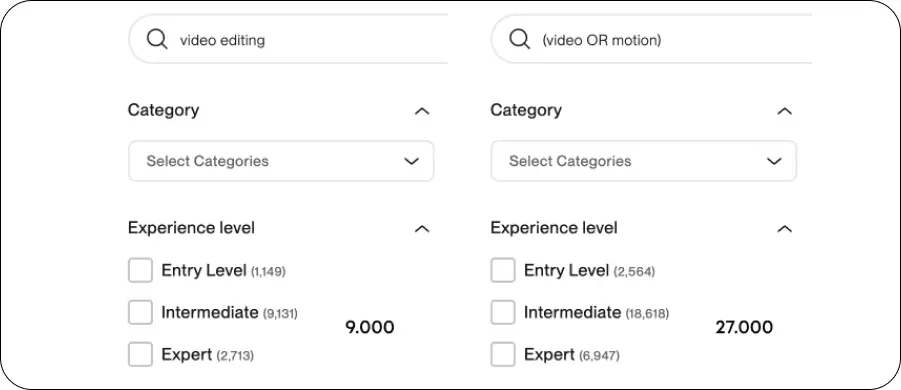 video editing
Category
Select Categories
Experience level
Entry Level (1,149)
Intermediate (9,131)
9.000
Expert (2,713)
(video OR motion)
Category
Select Categories
Experience level
Entry Level (2,564)
Intermediate (18,618)
27.000
Expert (6,947)